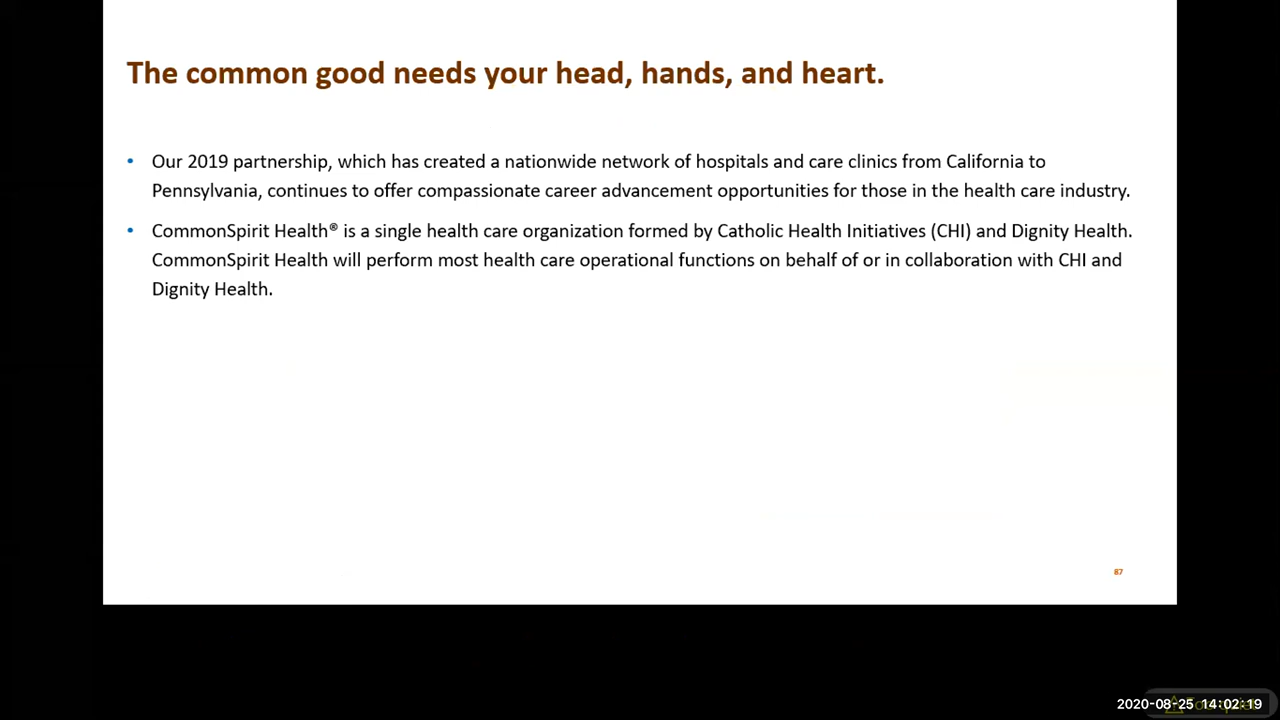 The common good needs your head, hands, and heart.
• Our 2019 partnership, which has created a nationwide network of hospitals and care clinics from California to
Pennsylvania, continues to offer compassionate career advancement opportunities for those in the health care industry.
• CommonSpirit Health® is a single health care organization formed by Catholic Health Initiatives (CHI) and Dignity Health.
CommonSpirit Health will perform most health care operational functions on behalf of or in collaboration with CHI and
Dignity Health.
87
2020-08-25 14:02:19